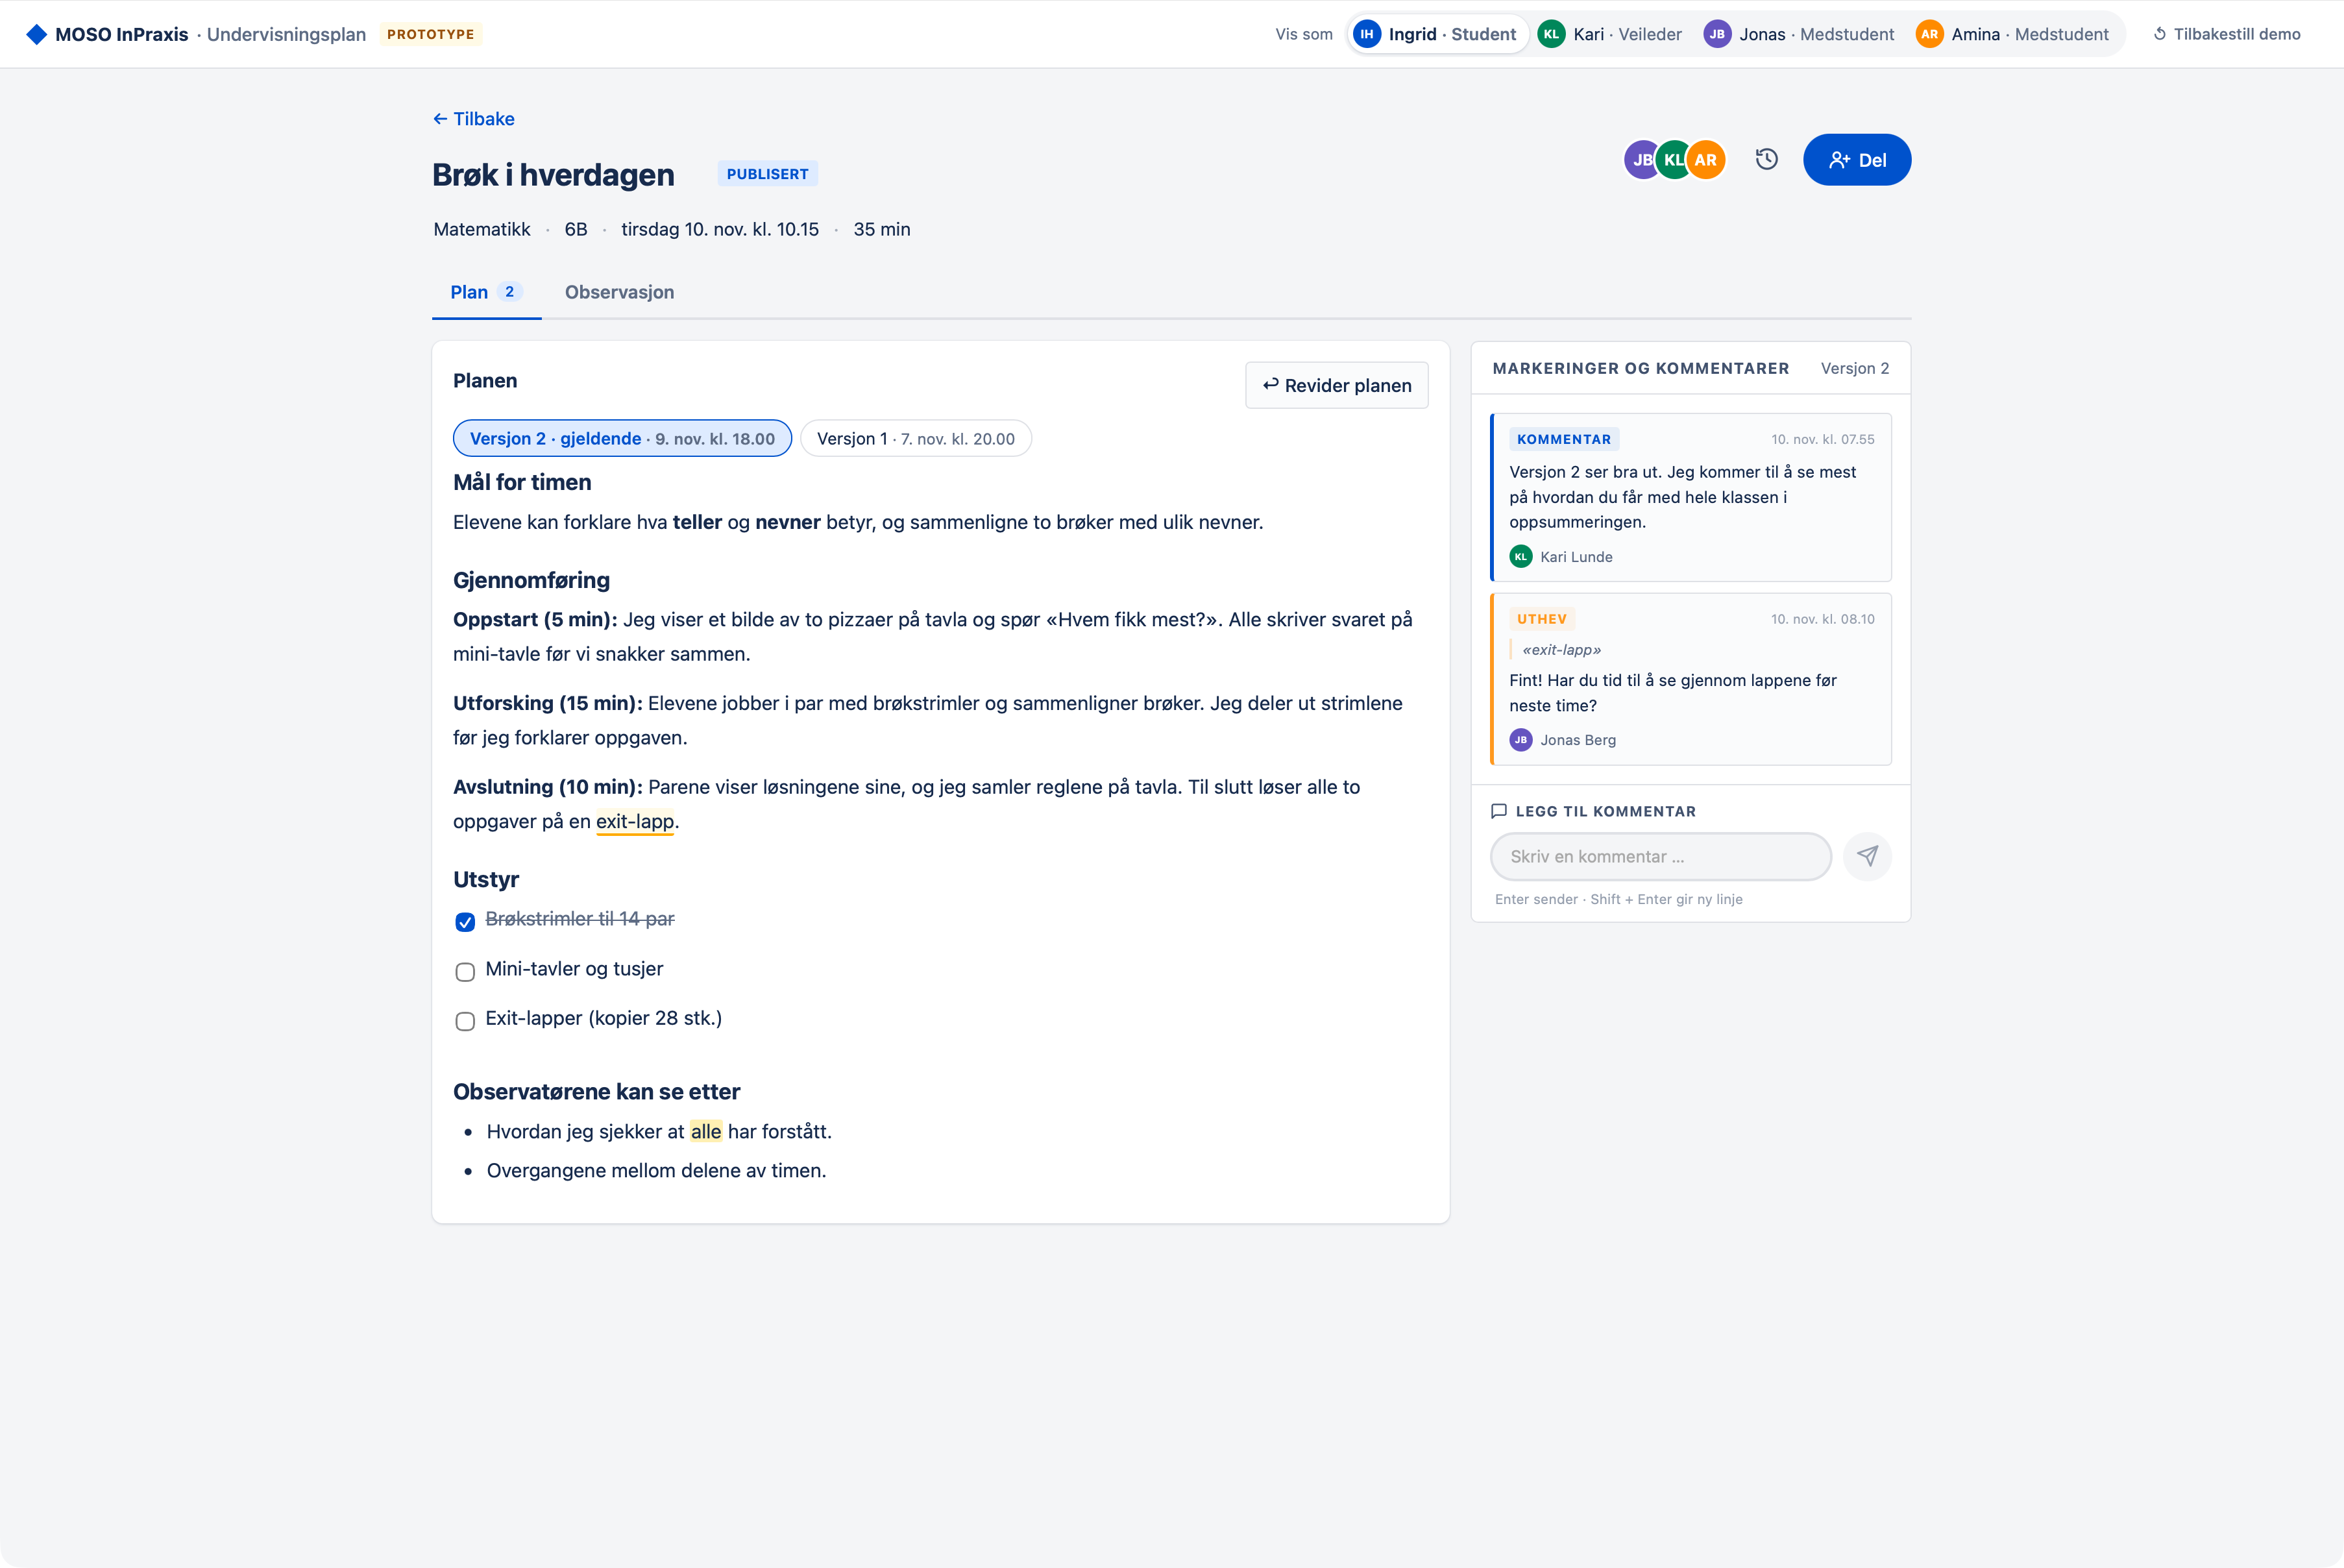 MOSO InPraxis · Undervisningsplan PROTOTYPE
Vis som IH Ingrid · Student KL Kari · Veileder JB Jonas · Medstudent AR Amina · Medstudent Tilbakestill demo
← Tilbake
Brøk i hverdagen PUBLISERT
JB KL AR Del
Matematikk · 6B · tirsdag 10. nov. kl. 10.15 · 35 min
Plan 2 Observasjon
Planen
Revider planen
Versjon 2 · gjeldende · 9. nov. kl. 18.00 Versjon 1 · 7. nov. kl. 20.00
Mål for timen
Elevene kan forklare hva teller og nevner betyr, og sammenligne to brøker med ulik nevner.
Gjennomføring
Oppstart (5 min): Jeg viser et bilde av to pizzaer på tavla og spør «Hvem fikk mest?». Alle skriver svaret på
mini-tavle før vi snakker sammen.
Utforsking (15 min): Elevene jobber i par med brøkstrimler og sammenligner brøker. Jeg deler ut strimlene
før jeg forklarer oppgaven.
Avslutning (10 min): Parene viser løsningene sine, og jeg samler reglene på tavla. Til slutt løser alle to
oppgaver på en exit-lapp.
Utstyr
Brøkstrimler til 14 par
Mini-tavler og tusjer
Exit-lapper (kopier 28 stk.)
Observatørene kan se etter
• Hvordan jeg sjekker at alle har forstått.
• Overgangene mellom delene av timen.
MARKERINGER OG KOMMENTARER Versjon 2
KOMMENTAR 10. nov. kl. 07.55
Versjon 2 ser bra ut. Jeg kommer til å se mest
på hvordan du får med hele klassen i
oppsummeringen.
KL Kari Lunde
UTHEV 10. nov. kl. 08.10
«exit-lapp»
Fint! Har du tid til å se gjennom lappene før
neste time?
JB Jonas Berg
LEGG TIL KOMMENTAR
Skriv en kommentar ...
Enter sender · Shift + Enter gir ny linje